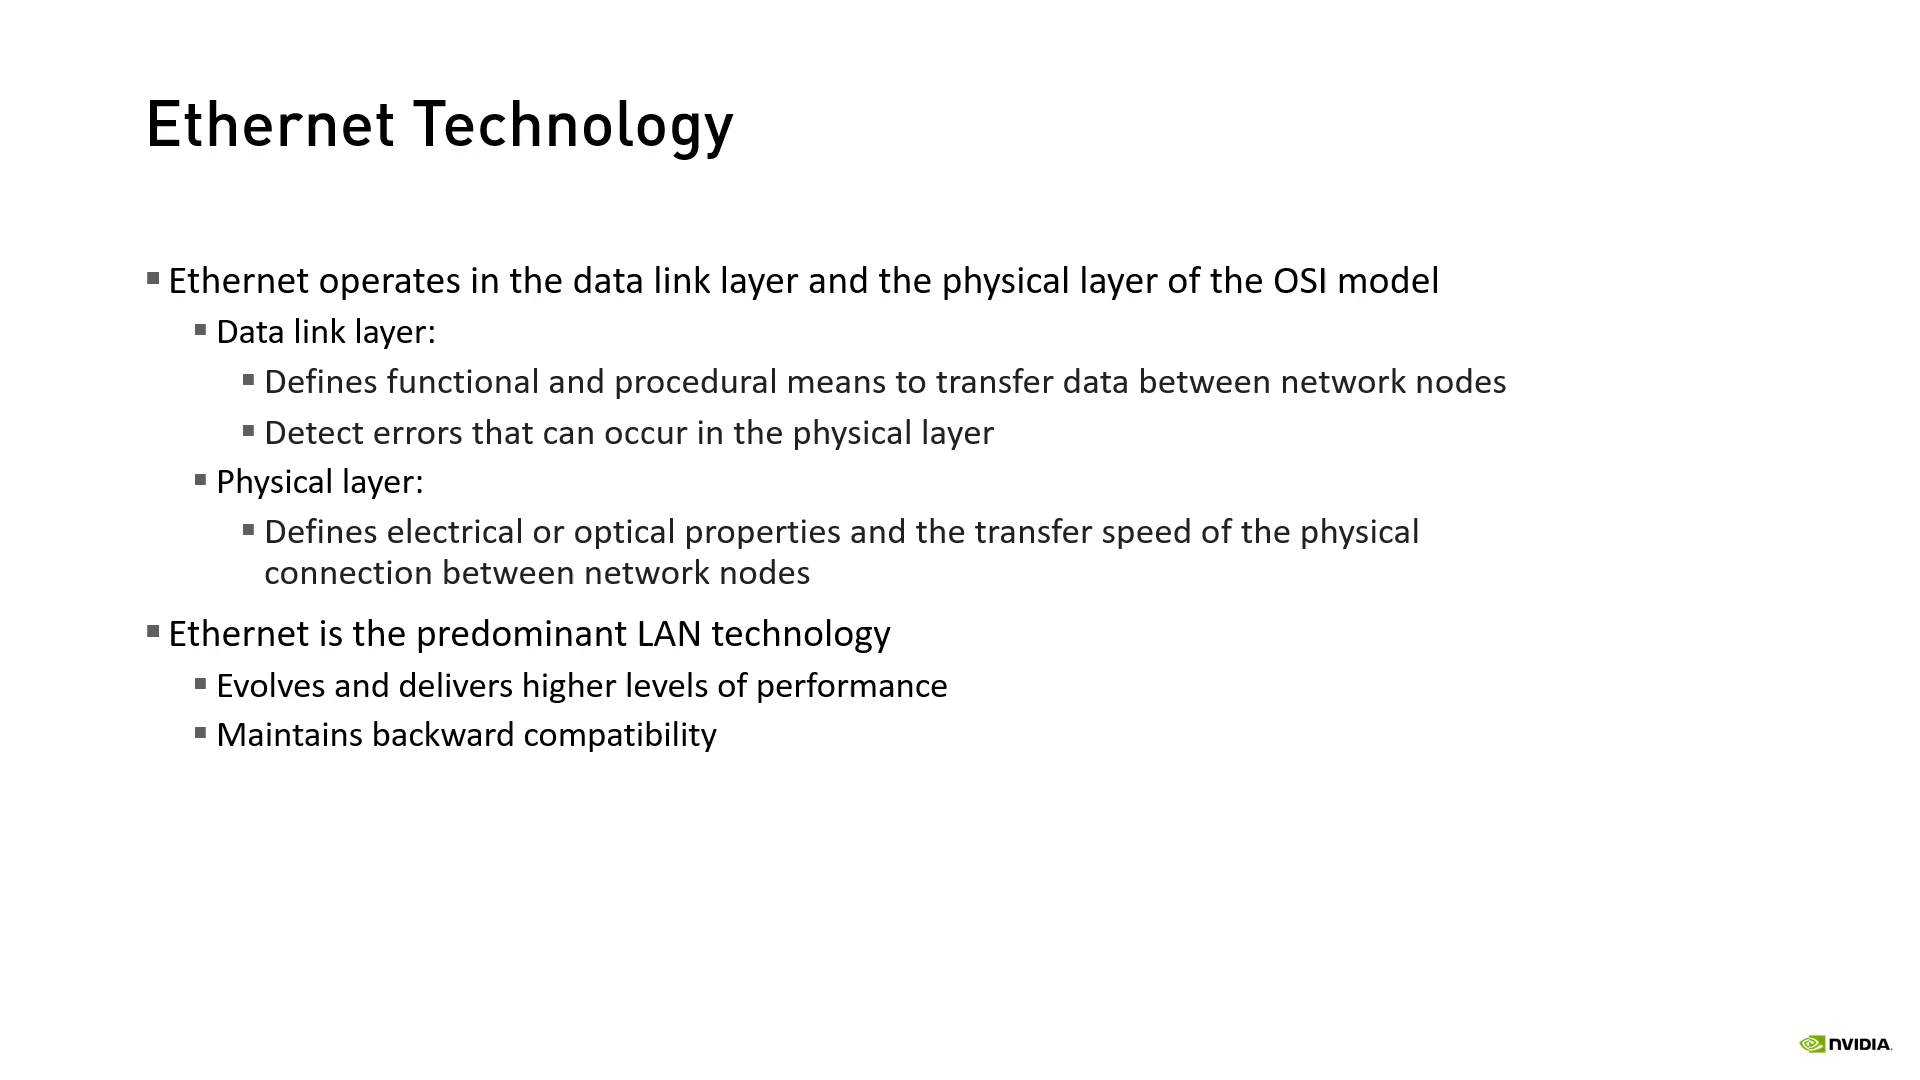 Ethernet Technology
▪ Ethernet operates in the data link layer and the physical layer of the OSI model
▪ Data link layer:
▪ Defines functional and procedural means to transfer data between network nodes
▪ Detect errors that can occur in the physical layer
▪ Physical layer:
▪ Defines electrical or optical properties and the transfer speed of the physical
connection between network nodes
▪ Ethernet is the predominant LAN technology
▪ Evolves and delivers higher levels of performance
▪ Maintains backward compatibility
NVIDIA.